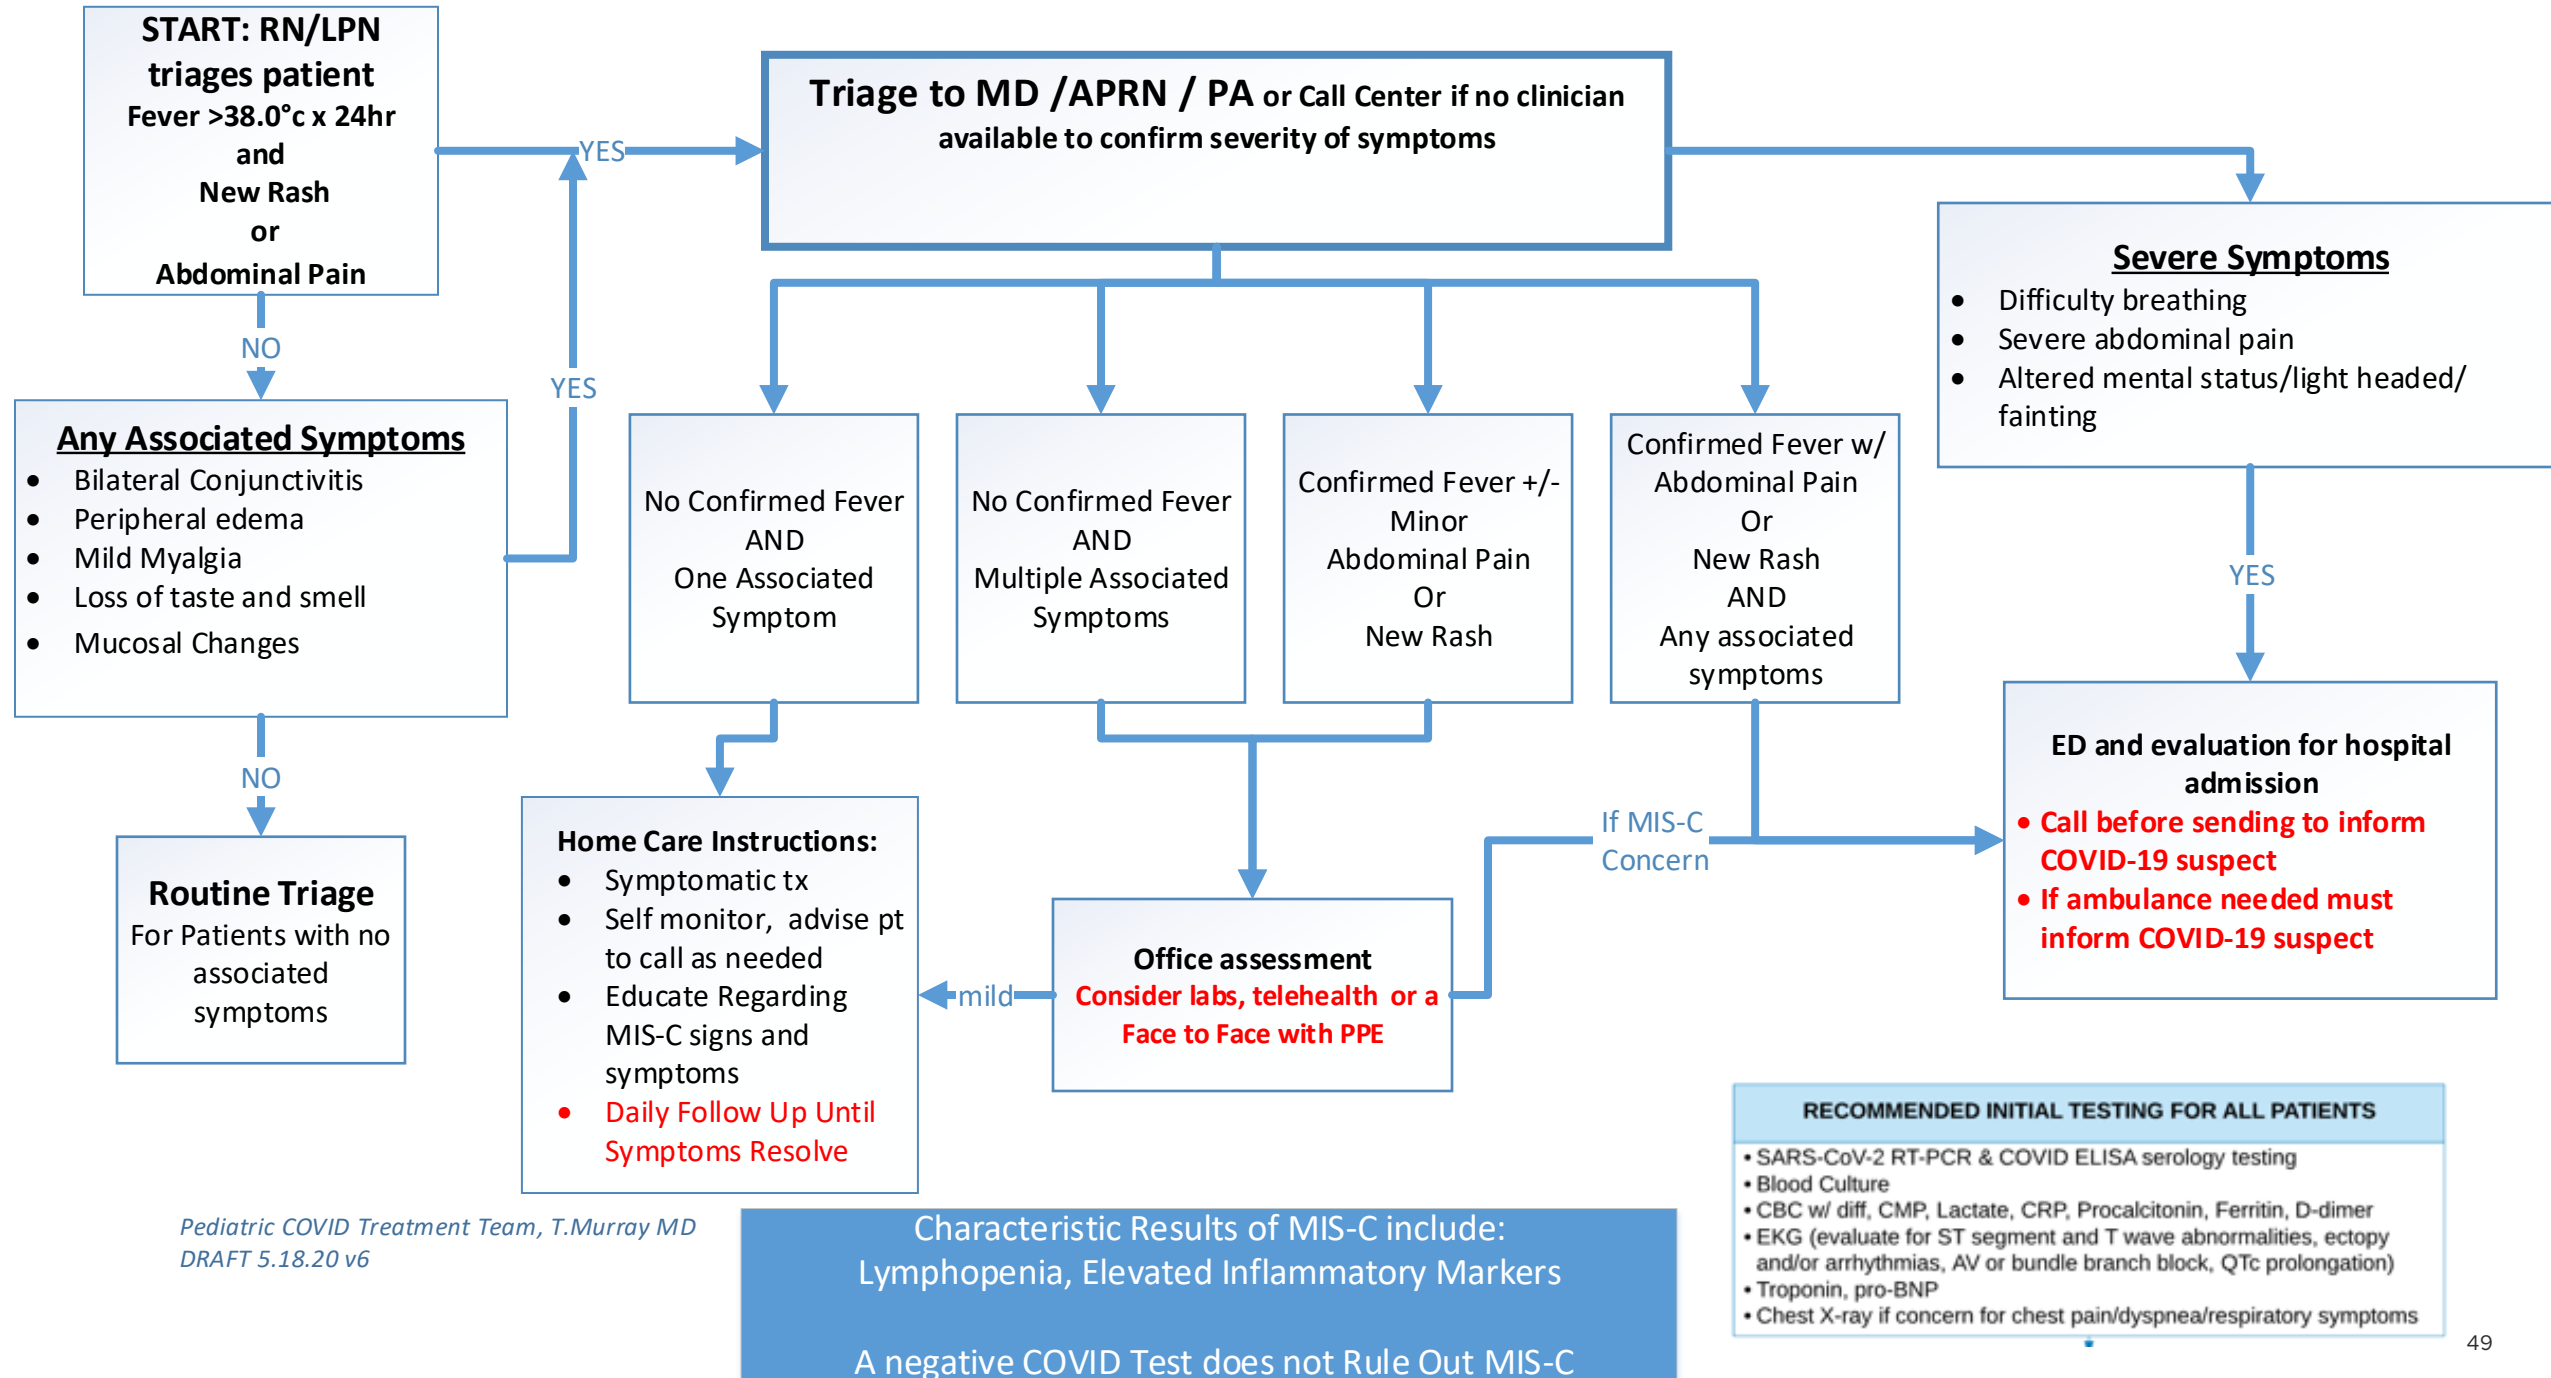 START: RN/LPN
triages patient
Fever >38.0°c x 24hr
and
New Rash
or
Abdominal Pain
YES
NO
YES
Any Associated Symptoms
• Bilateral Conjunctivitis
• Peripheral edema
• Mild Myalgia
• Loss of taste and smell
• Mucosal Changes
NO
Routine Triage
For Patients with no
associated
symptoms
Triage to MD /APRN / PA or Call Center if no clinician
available to confirm severity of symptoms
No Confirmed Fever
AND
One Associated
Symptom
No Confirmed Fever
AND
Multiple Associated
Symptoms
Confirmed Fever +/-
Minor
Abdominal Pain
Or
New Rash
Confirmed Fever w/
Abdominal Pain
Or
New Rash
AND
Any associated
symptoms
Severe Symptoms
• Difficulty breathing
• Severe abdominal pain
• Altered mental status/light headed/
fainting
YES
Home Care Instructions:
• Symptomatic tx
• Self monitor, advise pt
to call as needed
• Educate Regarding
MIS-C signs and
symptoms
• Daily Follow Up Until
Symptoms Resolve
mild
Office assessment
Consider labs, telehealth or a
Face to Face with PPE
If MIS-C
Concern
ED and evaluation for hospital
admission
• Call before sending to inform
COVID-19 suspect
• If ambulance needed must
inform COVID-19 suspect
RECOMMENDED INITIAL TESTING FOR ALL PATIENTS
• SARS-CoV-2 RT-PCR & COVID ELISA serology testing
• Blood Culture
• CBC w/ diff, CMP, Lactate, CRP, Procalcitonin, Ferritin, D-dimer
• EKG (evaluate for ST segment and T wave abnormalities, ectopy
and/or arrhythmias, AV or bundle branch block, QTc prolongation)
• Troponin, pro-BNP
• Chest X-ray if concern for chest pain/dyspnea/respiratory symptoms
Pediatric COVID Treatment Team, T.Murray MD
DRAFT 5.18.20 v6
Characteristic Results of MIS-C include:
Lymphopenia, Elevated Inflammatory Markers
A negative COVID Test does not Rule Out MIS-C
49